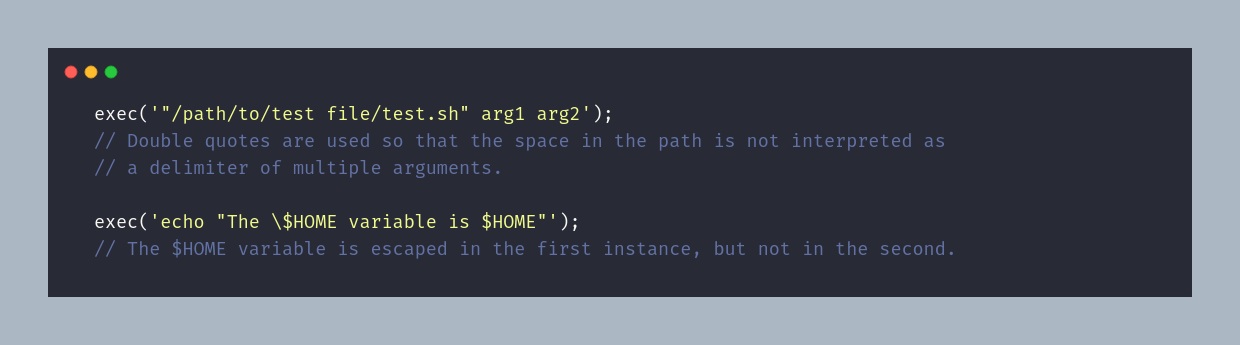 exec('"/path/to/test file/test.sh" arg1 arg2');
// Double quotes are used so that the space in the path is not interpreted as
// a delimiter of multiple arguments.
exec('echo "The \$HOME variable is $HOME"');
// The $HOME variable is escaped in the first instance, but not in the second.